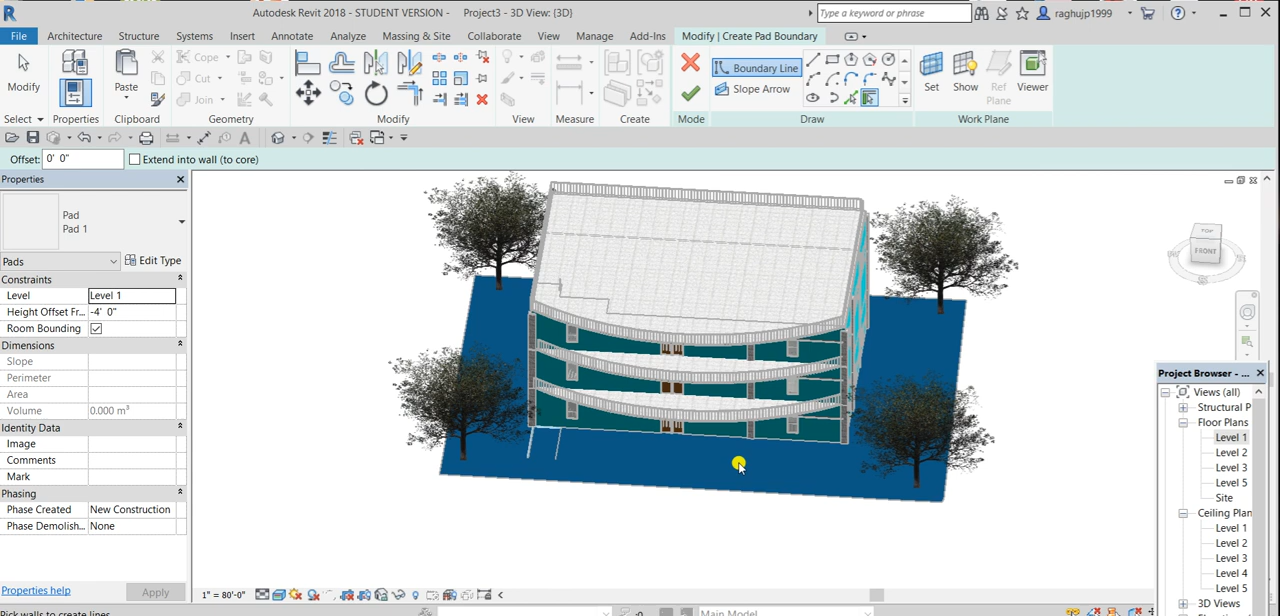 Autodesk Revit 2018 - STUDENT VERSION - Project3 - 3D View: {3D}
Type a keyword or phrase
raghujp1999
File Architecture Structure Systems Insert Annotate Analyze Massing & Site Collaborate View Manage Add-Ins Modify | Create Pad Boundary
Modify
Paste
Cope
Cut
Join
Boundary Line
Slope Arrow
Set Show Ref Plane Viewer
Select Properties Clipboard Geometry Modify View Measure Create Mode Draw Work Plane
Offset: 0' 0" Extend into wall (to core)
Properties
Pad
Pad 1
Pads Edit Type
Constraints
Level Level 1
Height Offset Fr... -4' 0"
Room Bounding
Dimensions
Slope
Perimeter
Area
Volume 0.000 m³
Identity Data
Image
Comments
Mark
Phasing
Phase Created New Construction
Phase Demolish... None
Properties help Apply
TOP
FRONT
Project Browser - ...
Views (all)
Structural P
Floor Plans
Level 1
Level 2
Level 3
Level 5
Site
Ceiling Plan
Level 1
Level 2
Level 3
Level 4
Level 5
3D Views
1" = 80'-0"
Pick walls to create lines
Main Model